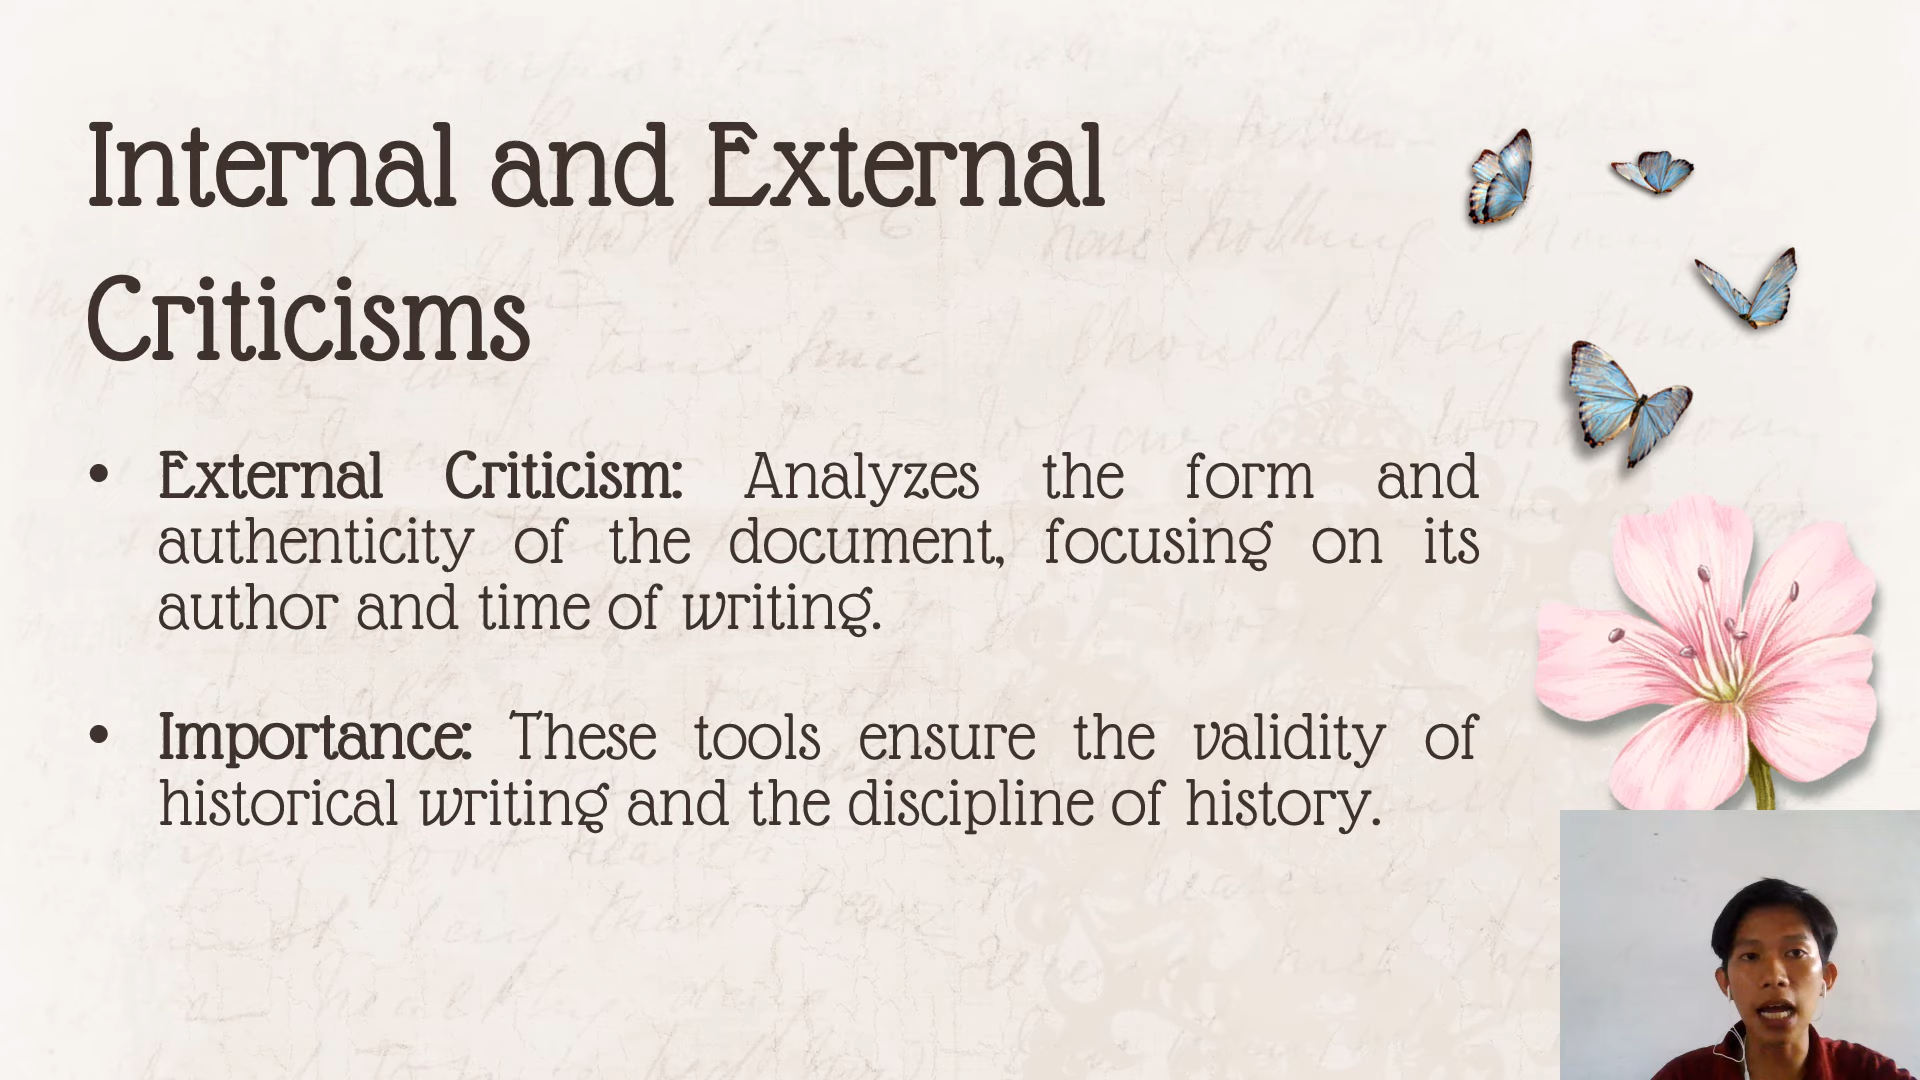 Internal and External
Criticisms
• External Criticism: Analyzes the form and
authenticity of the document, focusing on its
author and time of writing.
• Importance: These tools ensure the validity of
historical writing and the discipline of history.